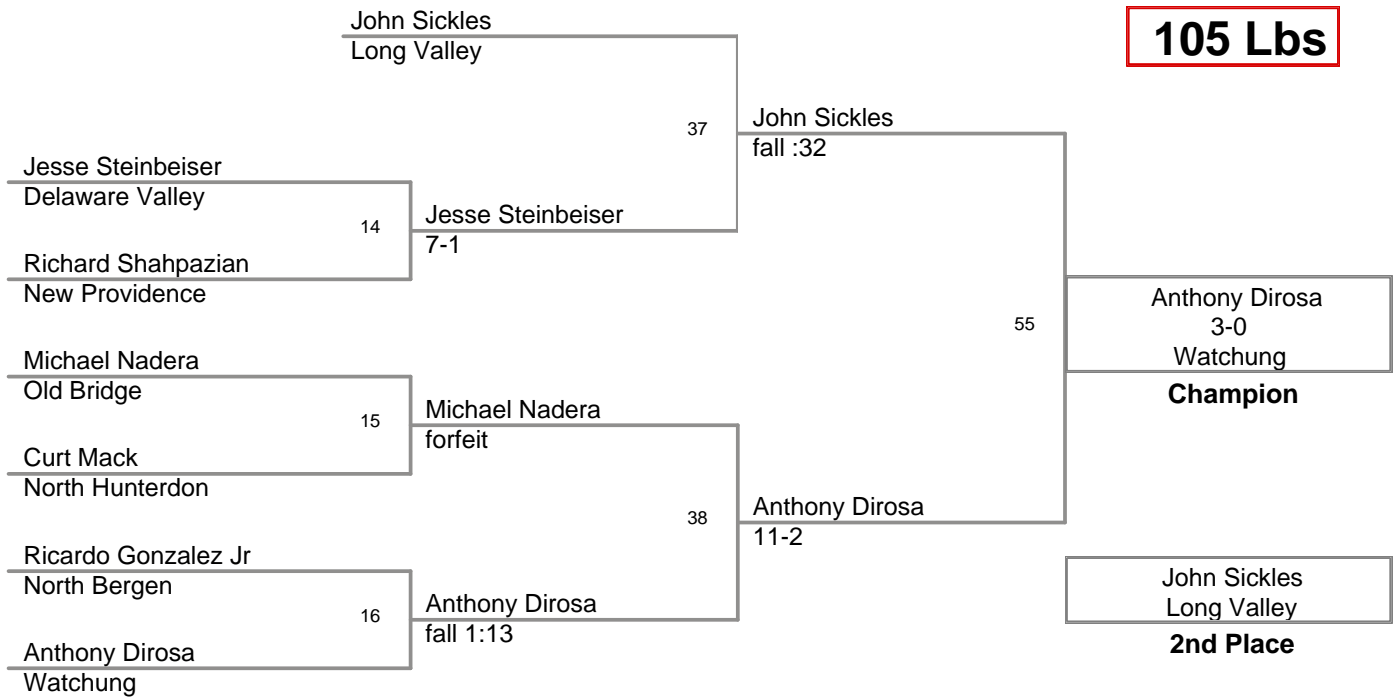 John Sickles
Long Valley
105 Lbs
37
John Sickles
fall :32
Jesse Steinbeiser
Delaware Valley
14
Jesse Steinbeiser
7-1
Richard Shahpazian
New Providence
55
Anthony Dirosa
3-0
Watchung
Champion
Michael Nadera
Old Bridge
15
Michael Nadera
forfeit
Curt Mack
North Hunterdon
38
Anthony Dirosa
11-2
Ricardo Gonzalez Jr
North Bergen
16
Anthony Dirosa
fall 1:13
Anthony Dirosa
Watchung
John Sickles
Long Valley
2nd Place